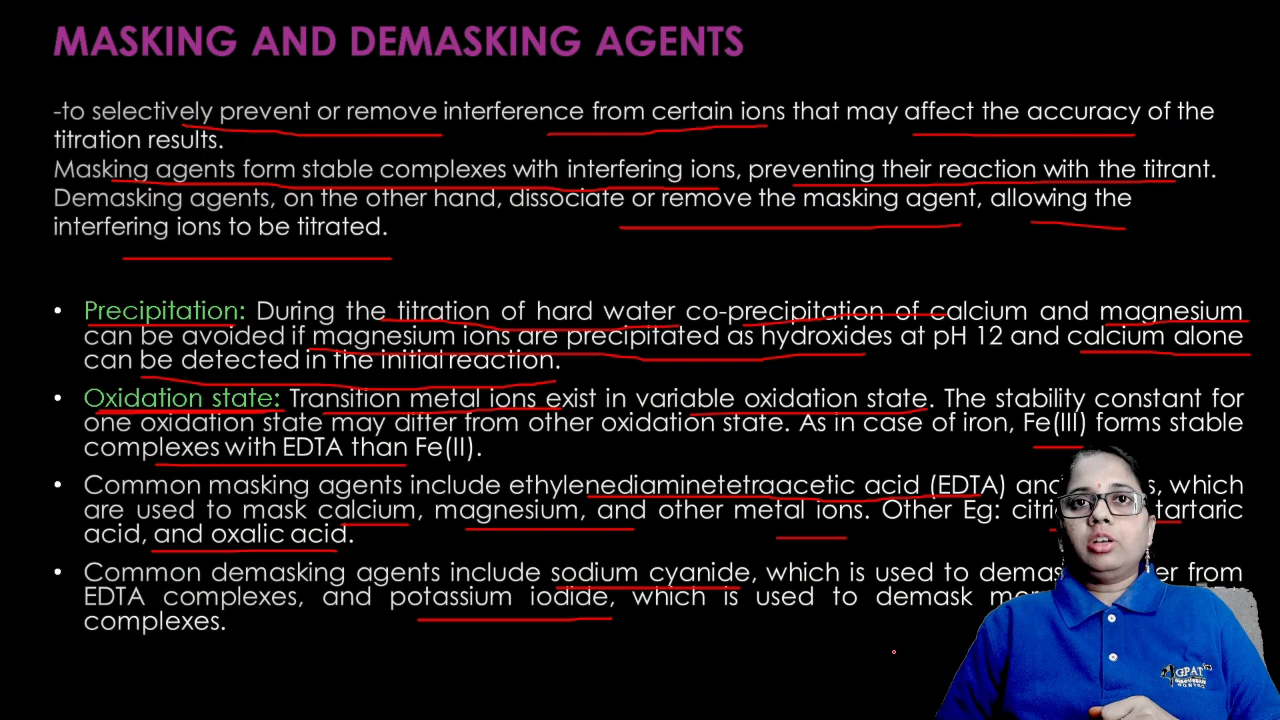 MASKING AND DEMASKING AGENTS
-to selectively prevent or remove interference from certain ions that may affect the accuracy of the
titration results.
Masking agents form stable complexes with interfering ions, preventing their reaction with the titrant.
Demasking agents, on the other hand, dissociate or remove the masking agent, allowing the
interfering ions to be titrated.
• Precipitation: During the titration of hard water co-precipitation of calcium and magnesium
can be avoided if magnesium ions are precipitated as hydroxides at pH 12 and calcium alone
can be detected in the initial reaction.
• Oxidation state: Transition metal ions exist in variable oxidation state. The stability constant for
one oxidation state may differ from other oxidation state. As in case of iron, Fe(III) forms stable
complexes with EDTA than Fe(II).
• Common masking agents include ethylenediaminetetraacetic acid (EDTA) and which
are used to mask calcium, magnesium, and other metal ions. Other Eg: tartaric
acid, and oxalic acid.
• Common demasking agents include sodium cyanide, which is used to from
EDTA complexes, and potassium iodide, which is used to demask
complexes.
GPAT